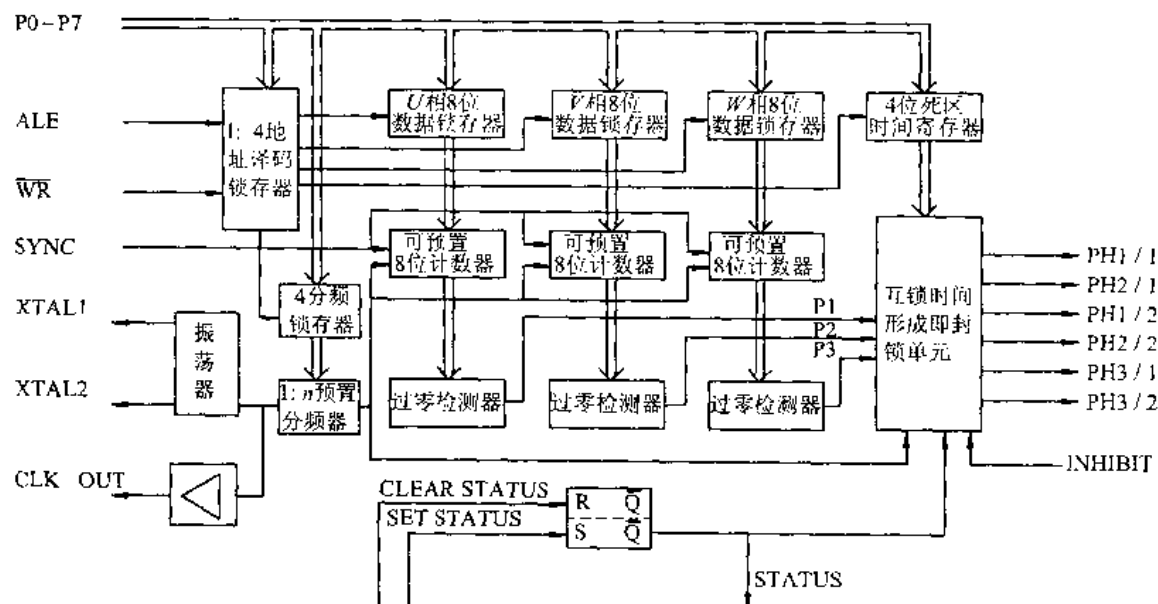 P0-P7
ALE
WR
SYNC
XTAL1
XTAL2
CLK OUT
1:4地
址译码
锁存器
U相8位
数据锁存器
V相8位
数据锁存器
W相8位
数据锁存器
4位死区
时间寄存器
可预置
8位计数器
可预置
8位计数器
可预置
8位计数器
4分频
锁存器
振
荡
器
1:n预置
分频器
过零检测器
过零检测器
过零检测器
P1
P2
P3
互锁时间
形成即封
锁单元
PH1/1
PH2/1
PH1/2
PH2/2
PH3/1
PH3/2
INHIBIT
CLEAR STATUS
SET STATUS
R Q̅
S Q̅
STATUS